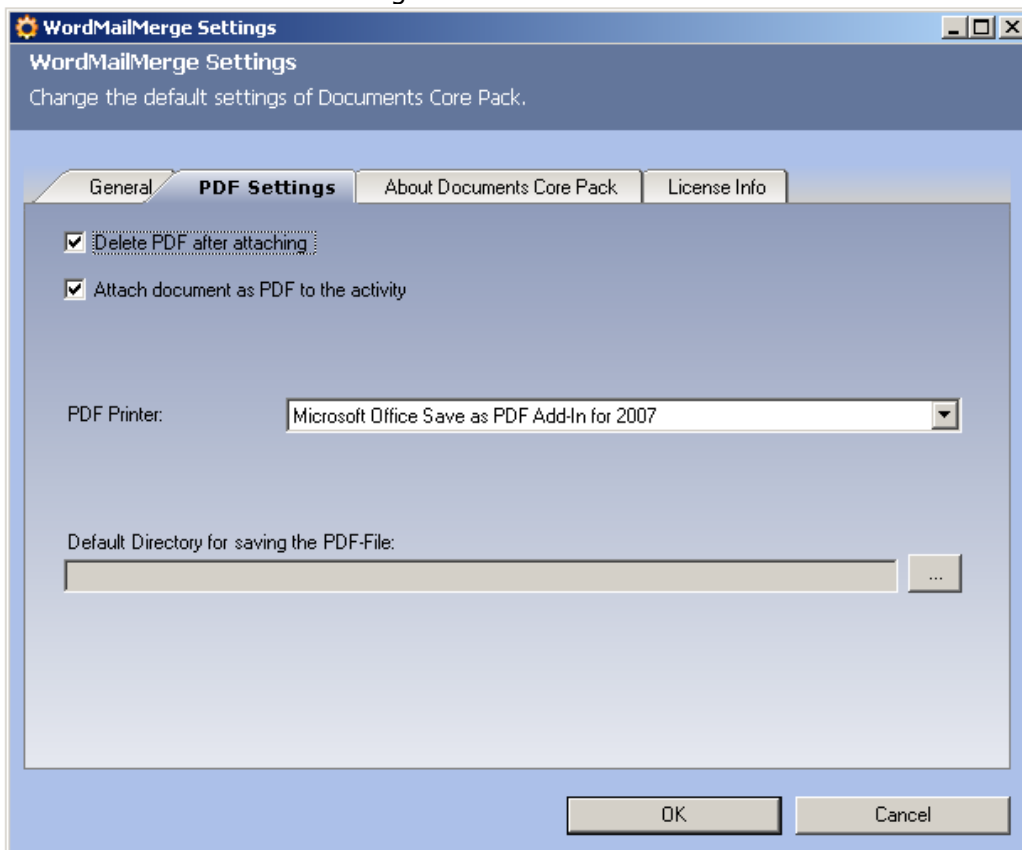 WordMailMerge Settings
WordMailMerge Settings
Change the default settings of Documents Core Pack.
General PDF Settings About Documents Core Pack License Info
Delete PDF after attaching
Attach document as PDF to the activity
PDF Printer: Microsoft Office Save as PDF Add-In for 2007
Default Directory for saving the PDF-File:
...
OK Cancel